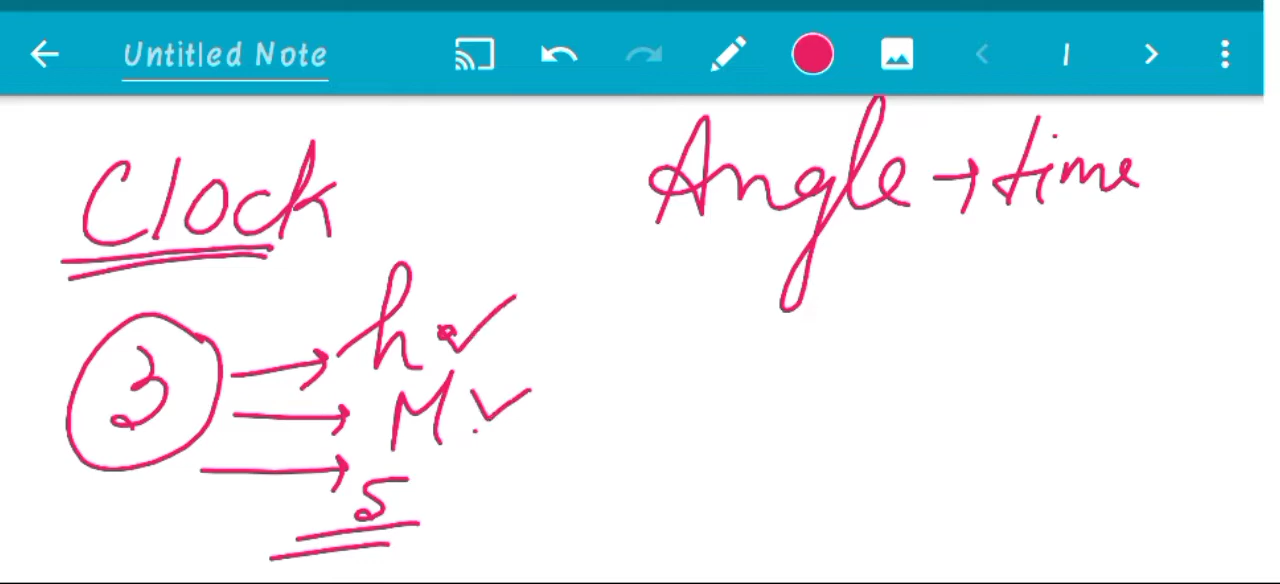 Untitled Note
1
Clock
Angle → time
3 → h ✓
→ M. ✓
→ S